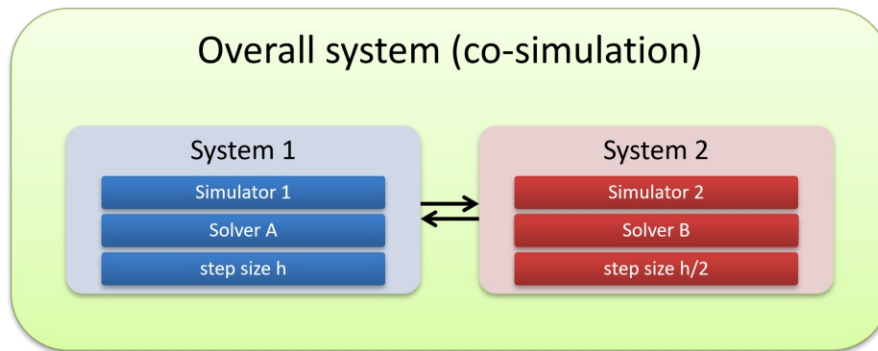 Overall system (co-simulation)
System 1
Simulator 1
Solver A
step size h
System 2
Simulator 2
Solver B
step size h/2